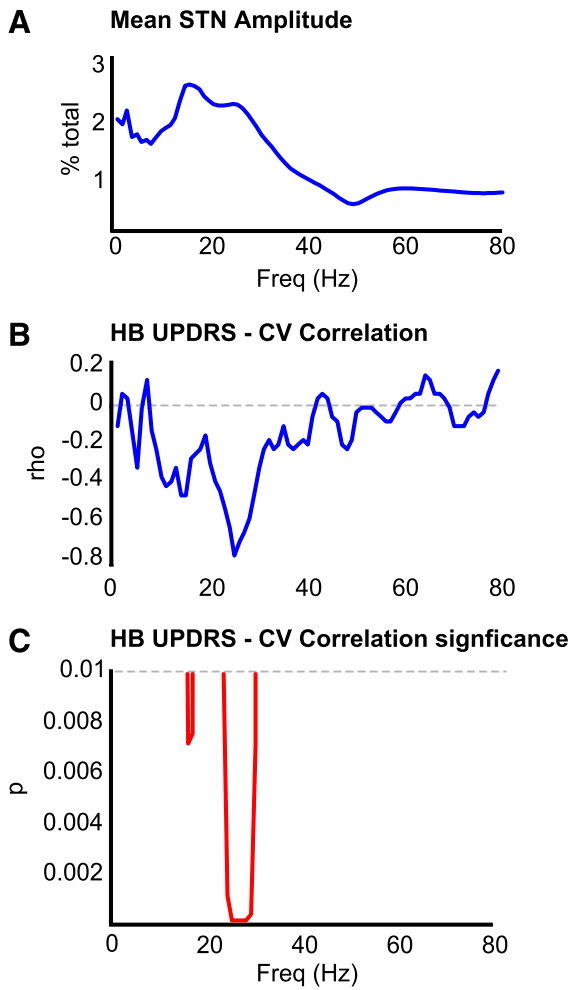 A
Mean STN Amplitude
3
2
1
% total
0 20 40 60 80
Freq (Hz)
B
HB UPDRS - CV Correlation
0.2
0
-0.2
-0.4
-0.6
-0.8
rho
0 20 40 60 80
C
HB UPDRS - CV Correlation signficance
0.01
0.008
0.006
0.004
0.002
p
0 20 40 60 80
Freq (Hz)